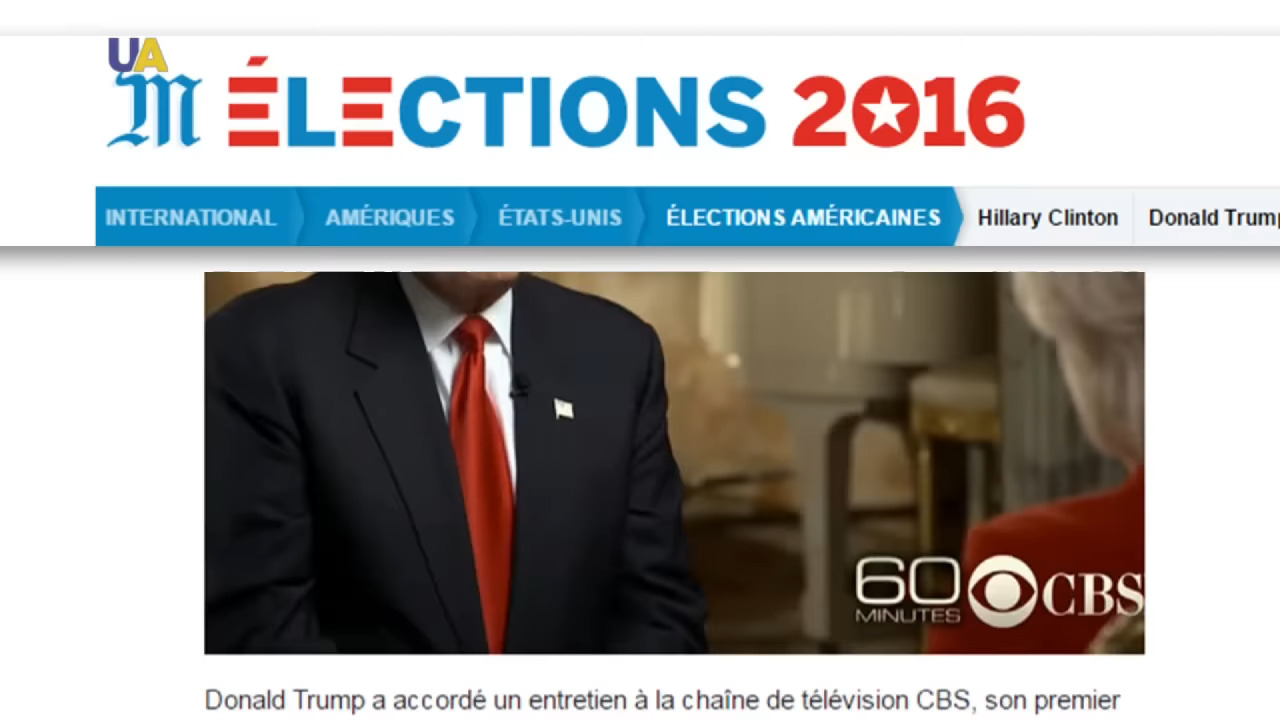 UA
M ÉLECTIONS 2016
INTERNATIONAL AMÉRIQUES ÉTATS-UNIS ÉLECTIONS AMÉRICAINES Hillary Clinton Donald Trump
60 MINUTES CBS
Donald Trump a accordé un entretien à la chaîne de télévision CBS, son premier